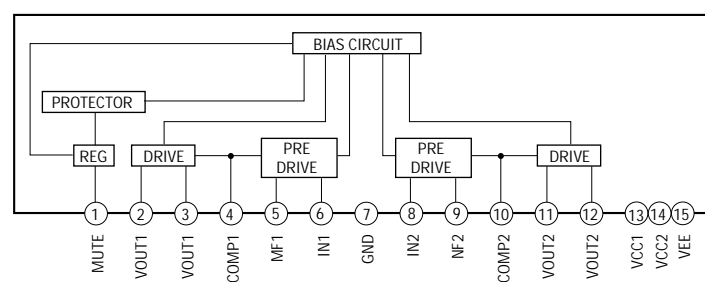 BIAS CIRCUIT
PROTECTOR
REG
DRIVE
PRE
DRIVE
PRE
DRIVE
DRIVE
1 2 3 4 5 6 7 8 9 10 11 12 13 14 15
MUTE
VOUT1
VOUT1
COMP1
MF1
IN1
GND
IN2
NF2
COMP2
VOUT2
VOUT2
VCC1
VCC2
VEE